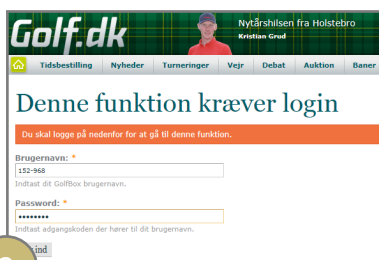 Golf.dk
Nytårshilsen fra Holstebro
Kristian Grud
Tidsbestilling Nyheder Turneringer Vejr Debat Auktion Baner
Denne funktion kræver login
Du skal logge på nedenfor for at gå til denne funktion.
Brugernavn: *
152-968
Indtast dit GolfBox brugernavn.
Password: *
••••••••
Indtast adgangskoden der hører til dit brugernavn.
ind